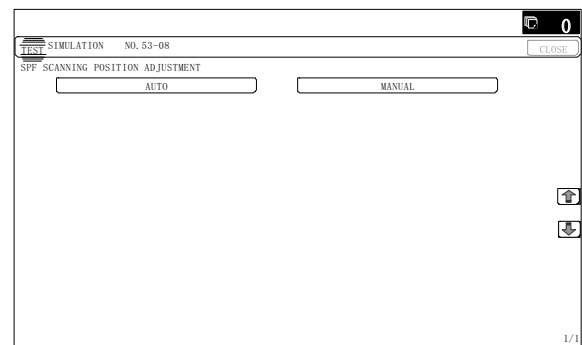 0
TEST SIMULATION NO.53-08
CLOSE
SPF SCANNING POSITION ADJUSTMENT
AUTO MANUAL
1/1